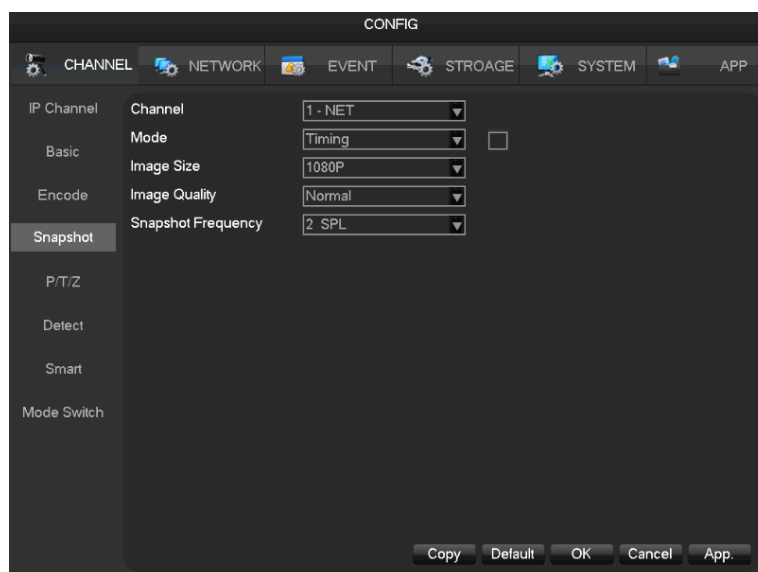 CONFIG
CHANNEL NETWORK EVENT STROAGE SYSTEM APP
IP Channel
Basic
Encode
Snapshot
P/T/Z
Detect
Smart
Mode Switch
Channel 1 - NET
Mode Timing
Image Size 1080P
Image Quality Normal
Snapshot Frequency 2 SPL
Copy Default OK Cancel App.